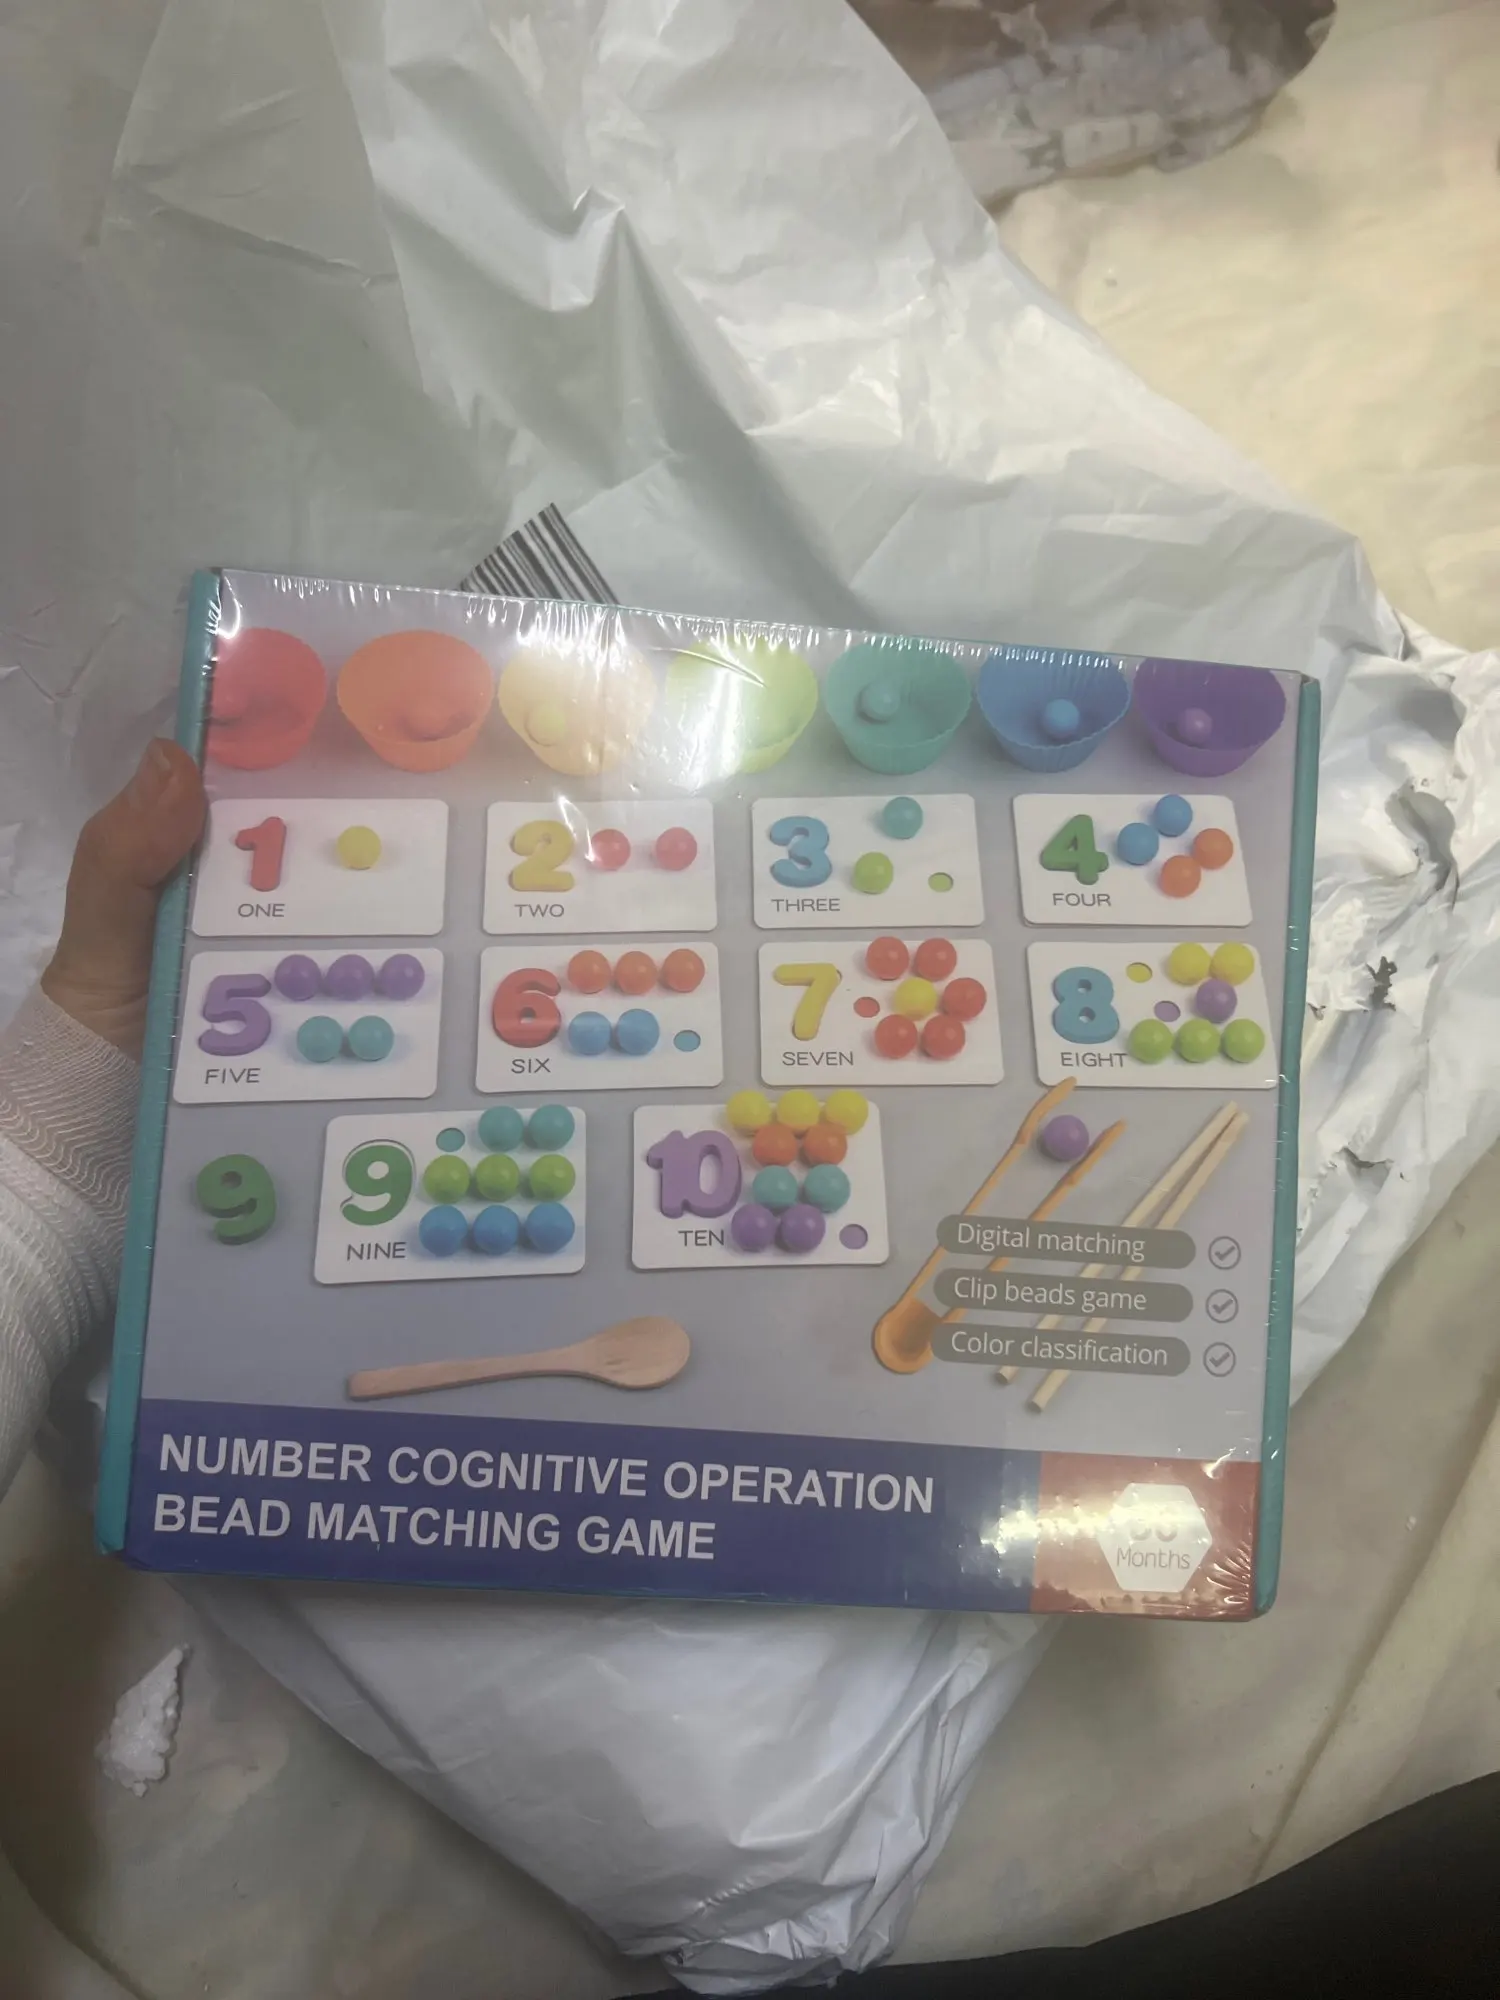 1
ONE
2
TWO
3
THREE
4
FOUR
5
FIVE
6
SIX
7
SEVEN
8
EIGHT
9
9
NINE
10
TEN
Digital matching
Clip beads game
Color classification
NUMBER COGNITIVE OPERATION
BEAD MATCHING GAME
Months